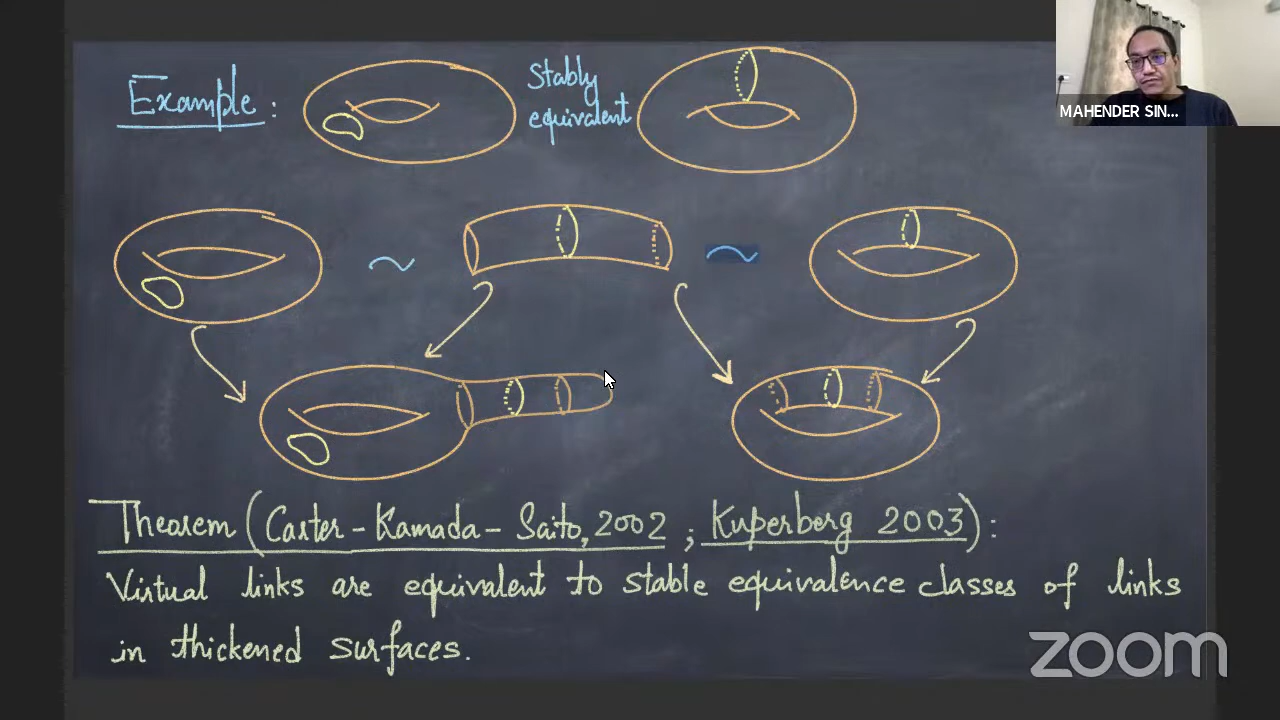 Example:
Stably
equivalent
MAHENDER SIN...
~ ~
Theorem (Carter-Kamada-Saito, 2002 ; Kuperberg 2003):
Virtual links are equivalent to stable equivalence classes of links
in thickened surfaces.
zoom